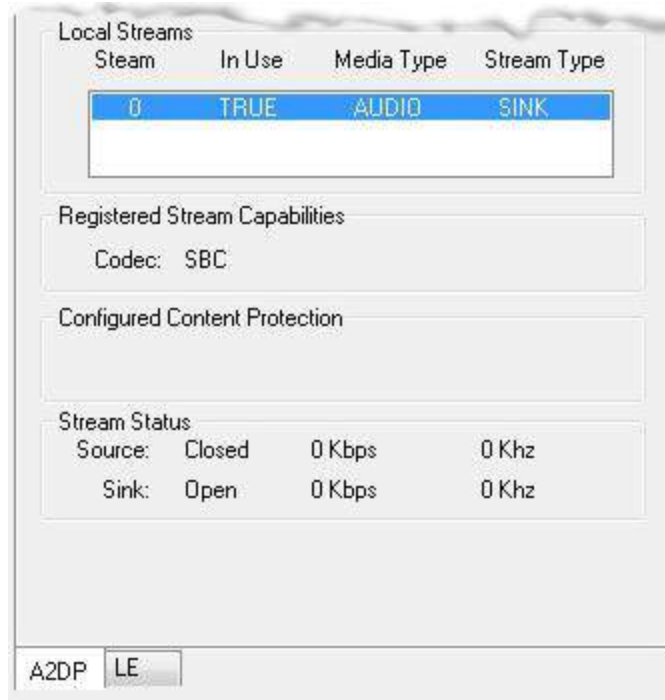 Local Streams
Steam In Use Media Type Stream Type
0 TRUE AUDIO SINK
Registered Stream Capabilities
Codec: SBC
Configured Content Protection
Stream Status
Source: Closed 0 Kbps 0 Khz
Sink: Open 0 Kbps 0 Khz
A2DP LE